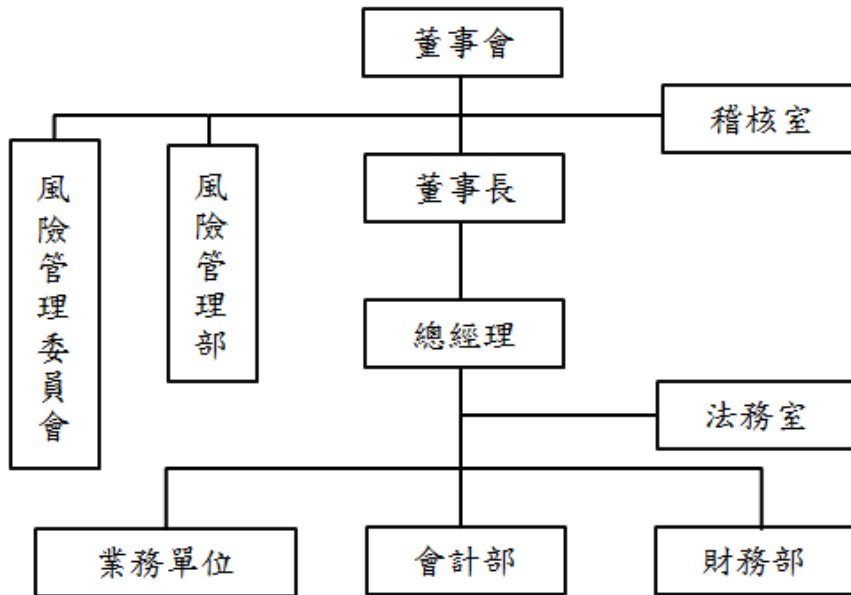 董事會
稽核室
風險管理委員會
風險管理部
董事長
總經理
法務室
業務單位
會計部
財務部